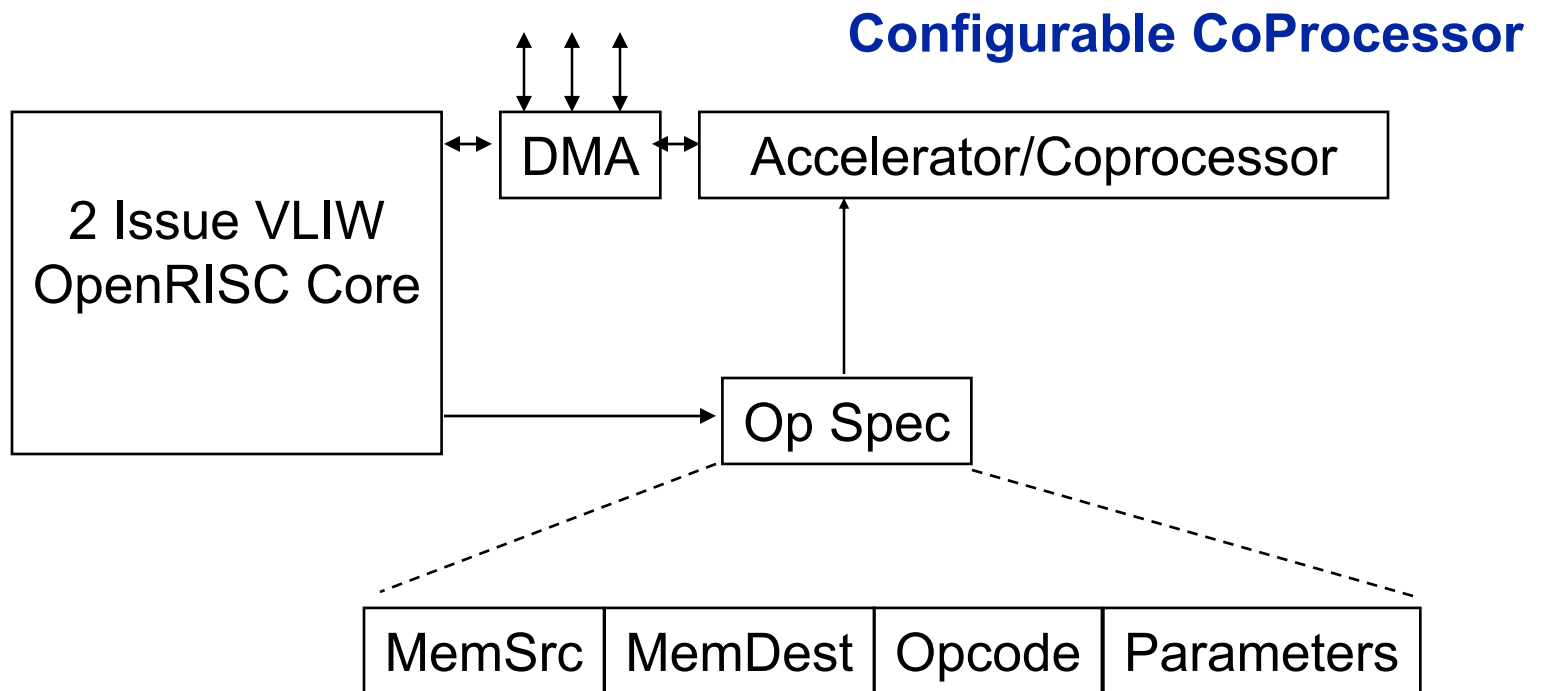 Configurable CoProcessor
2 Issue VLIW
OpenRISC Core
DMA
Accelerator/Coprocessor
Op Spec
MemSrc
MemDest
Opcode
Parameters